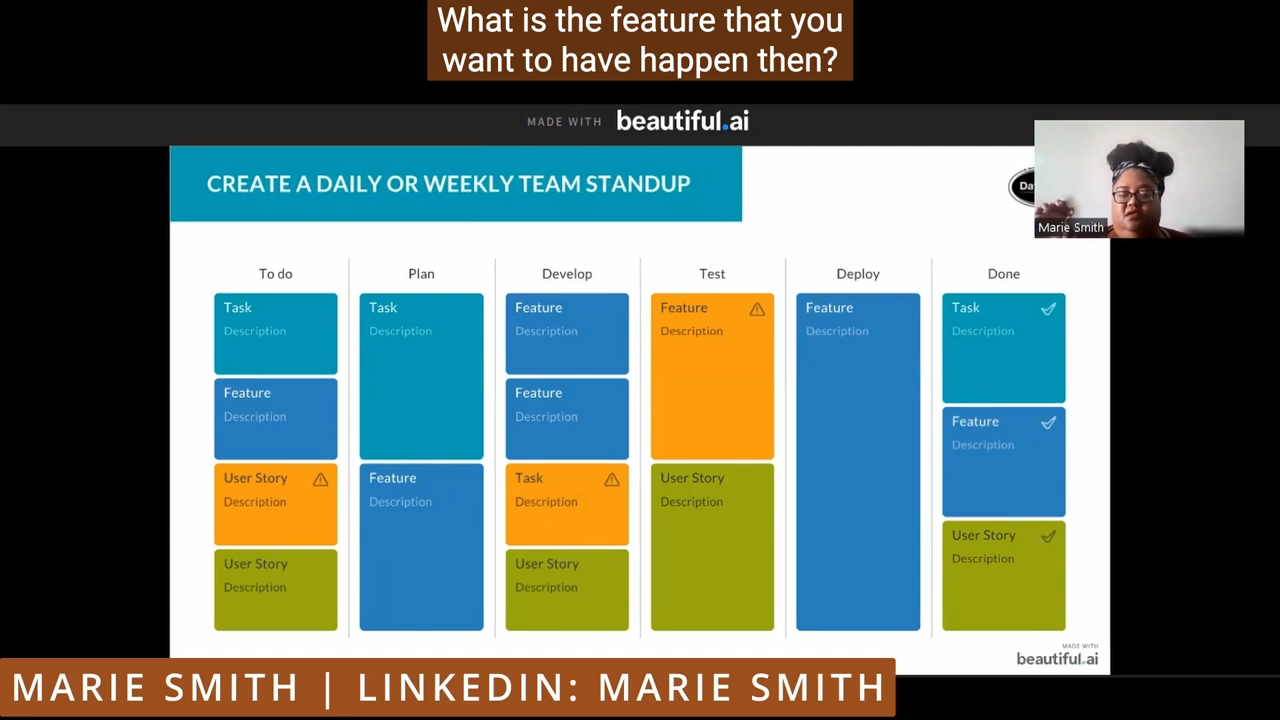 What is the feature that you
want to have happen then?
MADE WITH beautiful.ai
CREATE A DAILY OR WEEKLY TEAM STANDUP
Da
Marie Smith
To do
Plan
Develop
Test
Deploy
Done
Task
Description
Feature
Description
User Story
Description
User Story
Description
Task
Description
Feature
Description
Feature
Description
Feature
Description
Task
Description
User Story
Description
Feature
Description
User Story
Description
Feature
Description
Task
Description
Feature
Description
User Story
Description
MADE WITH
beautiful.ai
MARIE SMITH | LINKEDIN: MARIE SMITH